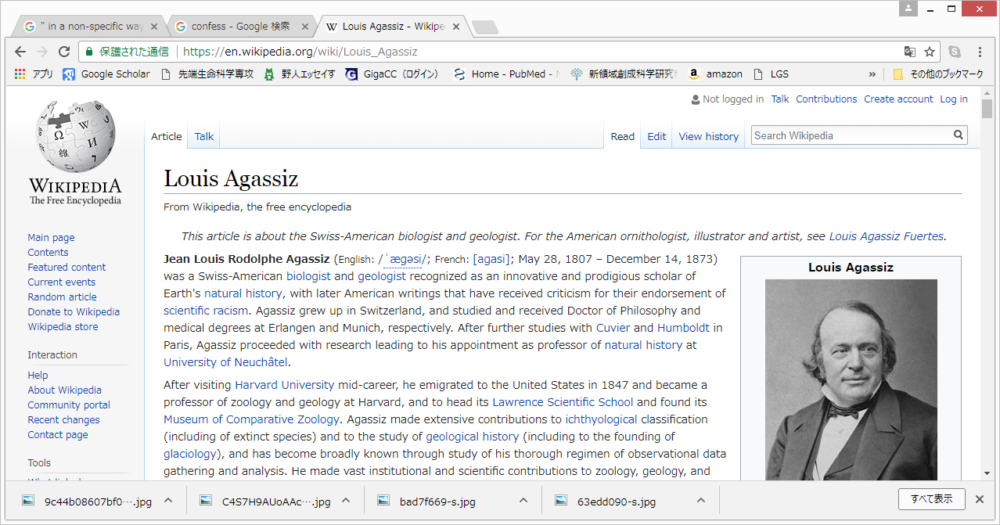 " in a non-specific way
confess - Google 検索
Louis Agassiz - Wikipe
保護された通信
https://en.wikipedia.org/wiki/Louis_Agassiz
アプリ
Google Scholar
先端生命科学専攻
野人エッセイす
GigaCC（ログイン）
Home - PubMed -
新領域創成科学研究
amazon
LGS
»
その他のブックマーク
Not logged in Talk Contributions Create account Log in
Article Talk Read Edit View history Search Wikipedia
WIKIPEDIA
The Free Encyclopedia
Main page
Contents
Featured content
Current events
Random article
Donate to Wikipedia
Wikipedia store
Interaction
Help
About Wikipedia
Community portal
Recent changes
Contact page
Tools
Louis Agassiz
From Wikipedia, the free encyclopedia
This article is about the Swiss-American biologist and geologist. For the American ornithologist, illustrator and artist, see Louis Agassiz Fuertes.
Jean Louis Rodolphe Agassiz (English: /ˈæɡəsi/; French: [aɡasi]; May 28, 1807 – December 14, 1873)
was a Swiss-American biologist and geologist recognized as an innovative and prodigious scholar of
Earth's natural history, with later American writings that have received criticism for their endorsement of
scientific racism. Agassiz grew up in Switzerland, and studied and received Doctor of Philosophy and
medical degrees at Erlangen and Munich, respectively. After further studies with Cuvier and Humboldt in
Paris, Agassiz proceeded with research leading to his appointment as professor of natural history at
University of Neuchâtel.
After visiting Harvard University mid-career, he emigrated to the United States in 1847 and became a
professor of zoology and geology at Harvard, and to head its Lawrence Scientific School and found its
Museum of Comparative Zoology. Agassiz made extensive contributions to ichthyological classification
(including of extinct species) and to the study of geological history (including to the founding of
glaciology), and has become broadly known through study of his thorough regimen of observational data
gathering and analysis. He made vast institutional and scientific contributions to zoology, geology, and
Louis Agassiz
9c44b08607bf0….jpg
C4S7H9AUoAAc….jpg
bad7f669-s.jpg
63edd090-s.jpg
すべて表示